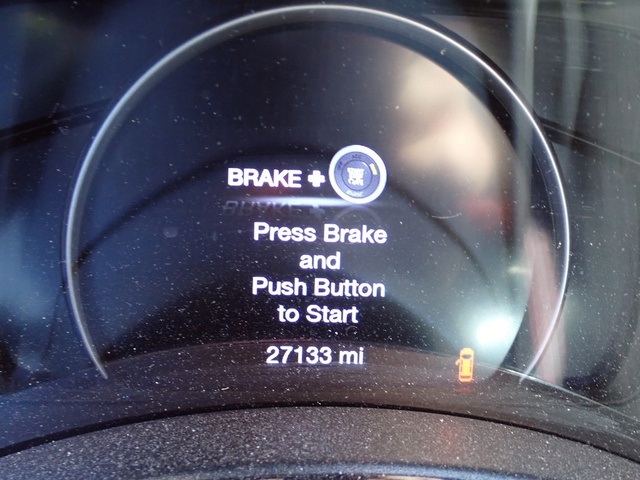 BRAKE +
Press Brake
and
Push Button
to Start
27133 mi